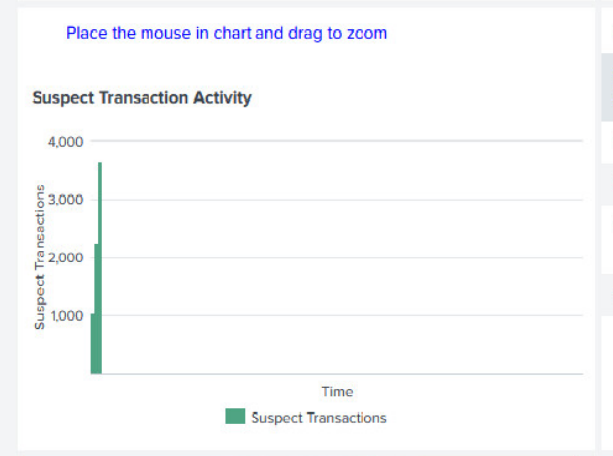 Place the mouse in chart and drag to zoom
Suspect Transaction Activity
4,000
3,000
2,000
1,000
Suspect Transactions
Time
Suspect Transactions